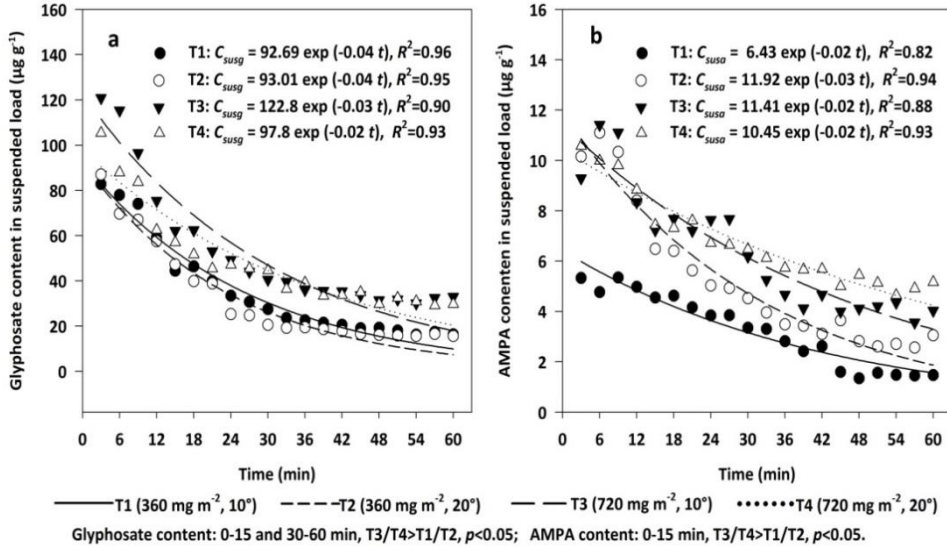 a
T1: C_susg = 92.69 exp (-0.04 t), R²=0.96
T2: C_susg = 93.01 exp (-0.04 t), R²=0.95
T3: C_susg = 122.8 exp (-0.03 t), R²=0.90
T4: C_susg = 97.8 exp (-0.02 t), R²=0.93
Glyphosate content in suspended load (µg g⁻¹)
160
140
120
100
80
60
40
20
0
0 6 12 18 24 30 36 42 48 54 60
Time (min)
b
T1: C_susa = 6.43 exp (-0.02 t), R²=0.82
T2: C_susa = 11.92 exp (-0.03 t), R²=0.94
T3: C_susa = 11.41 exp (-0.02 t), R²=0.88
T4: C_susa = 10.45 exp (-0.02 t), R²=0.93
AMPA conenten in suspended load (µg g⁻¹)
16
14
12
10
8
6
4
2
0
0 6 12 18 24 30 36 42 48 54 60
Time (min)
T1 (360 mg m⁻², 10°) T2 (360 mg m⁻², 20°) T3 (720 mg m⁻², 10°) T4 (720 mg m⁻², 20°)
Glyphosate content: 0-15 and 30-60 min, T3/T4>T1/T2, p<0.05; AMPA content: 0-15 min, T3/T4>T1/T2, p<0.05.